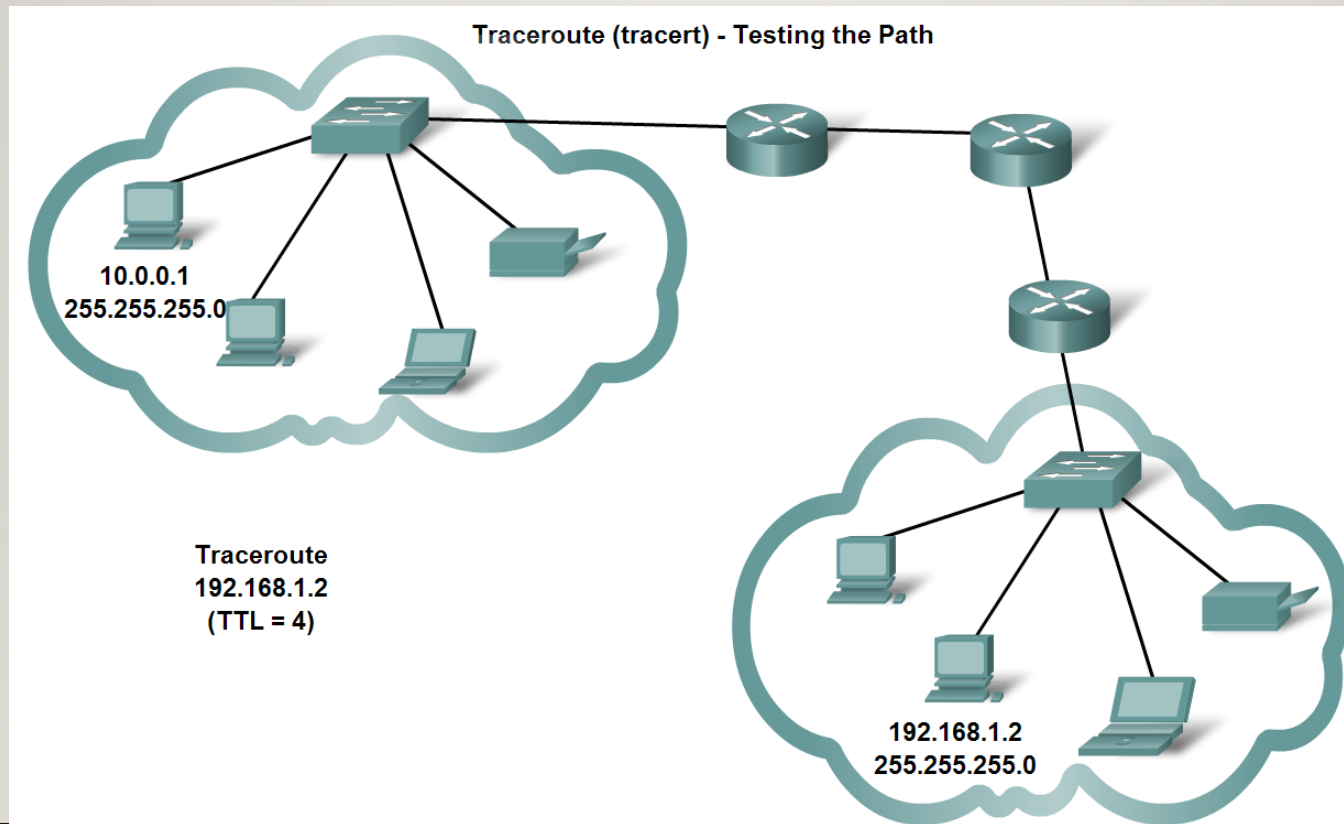 Traceroute (tracert) - Testing the Path
10.0.0.1
255.255.255.0
Traceroute
192.168.1.2
(TTL = 4)
192.168.1.2
255.255.255.0